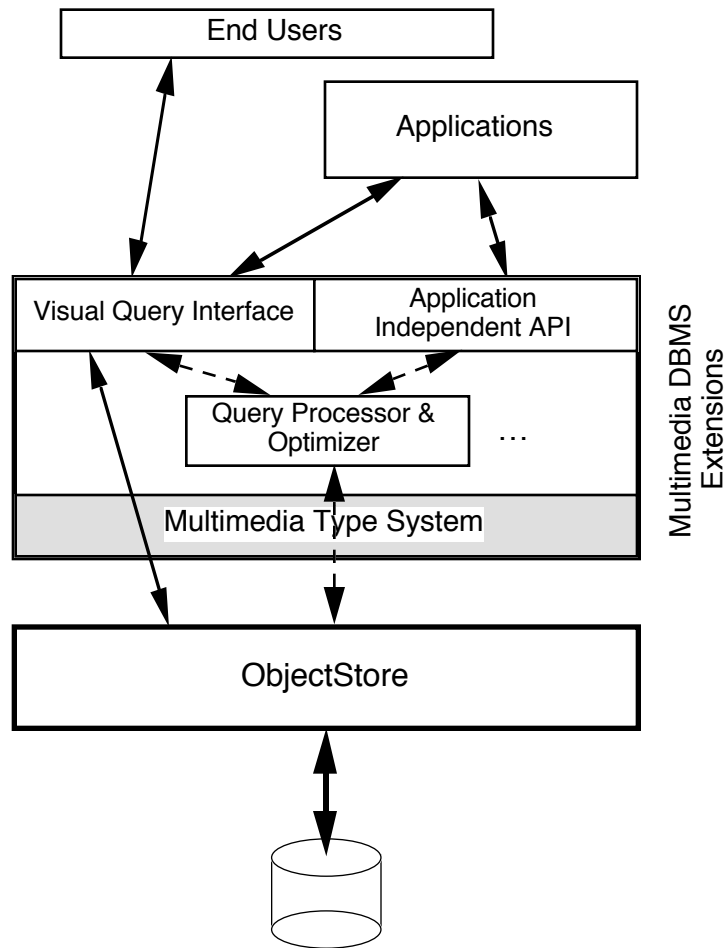 End Users
Applications
Visual Query Interface
Application
Independent API
Query Processor &
Optimizer
...
Multimedia Type System
Multimedia DBMS
Extensions
ObjectStore